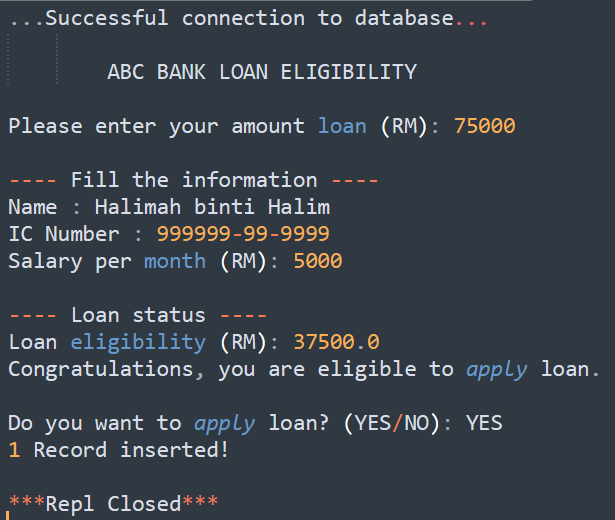 ...Successful connection to database...
ABC BANK LOAN ELIGIBILITY
Please enter your amount loan (RM): 75000
---- Fill the information ----
Name : Halimah binti Halim
IC Number : 999999-99-9999
Salary per month (RM): 5000
---- Loan status ----
Loan eligibility (RM): 37500.0
Congratulations, you are eligible to apply loan.
Do you want to apply loan? (YES/NO): YES
1 Record inserted!
***Repl Closed***